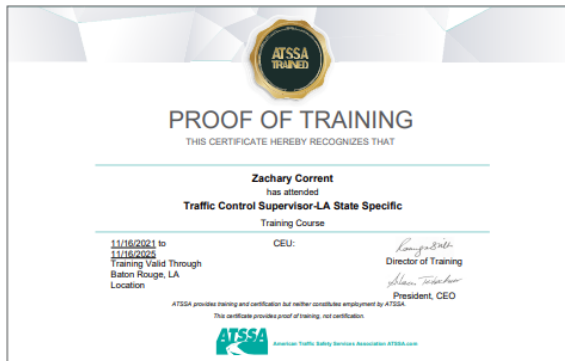 ATSSA
TRAINED
PROOF OF TRAINING
THIS CERTIFICATE HEREBY RECOGNIZES THAT
Zachary Corrent
has attended
Traffic Control Supervisor-LA State Specific
Training Course
11/16/2021 to
11/16/2025
Training Valid Through
Baton Rouge, LA
Location
CEU:
Director of Training
President, CEO
ATSSA provides training and certification but neither constitutes employment by ATSSA.
This certificate provides proof of training, not certification.
ATSSA
American Traffic Safety Services Association ATSSA.com